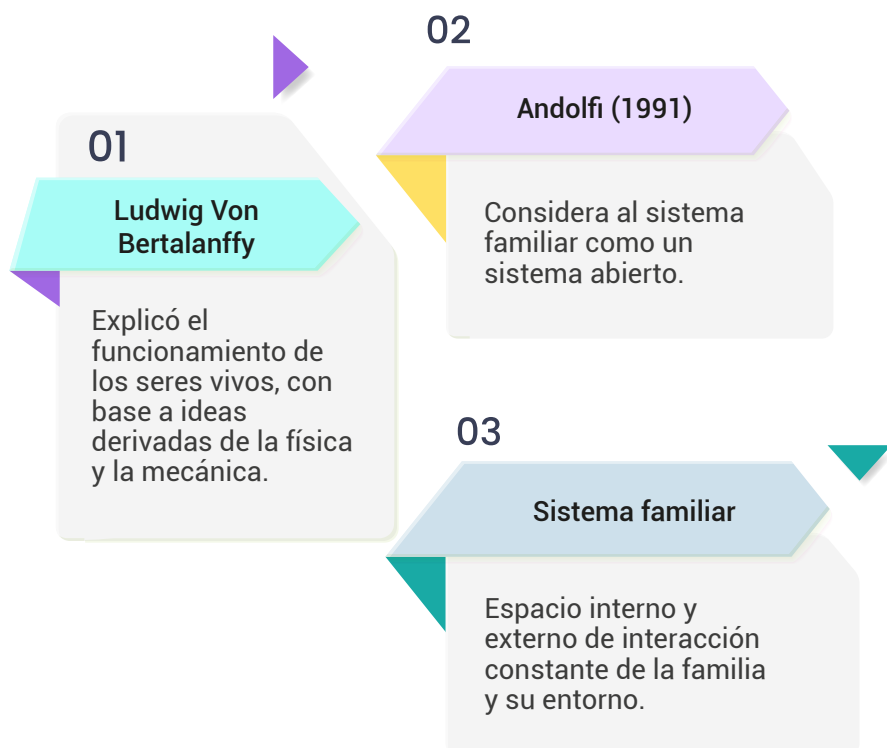 01
Ludwig Von
Bertalanffy
Explicó el
funcionamiento de
los seres vivos, con
base a ideas
derivadas de la física
y la mecánica.
02
Andolfi (1991)
Considera al sistema
familiar como un
sistema abierto.
03
Sistema familiar
Espacio interno y
externo de interacción
constante de la familia
y su entorno.